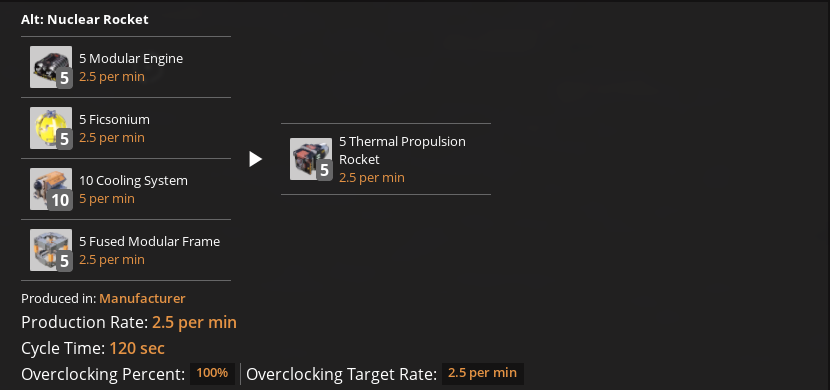 Alt: Nuclear Rocket
5 Modular Engine
5 2.5 per min
5 Ficsonium
5 2.5 per min
10 Cooling System
10 5 per min
5 Fused Modular Frame
5 2.5 per min
5 Thermal Propulsion
Rocket
5 2.5 per min
Produced in: Manufacturer
Production Rate: 2.5 per min
Cycle Time: 120 sec
Overclocking Percent: 100% Overclocking Target Rate: 2.5 per min